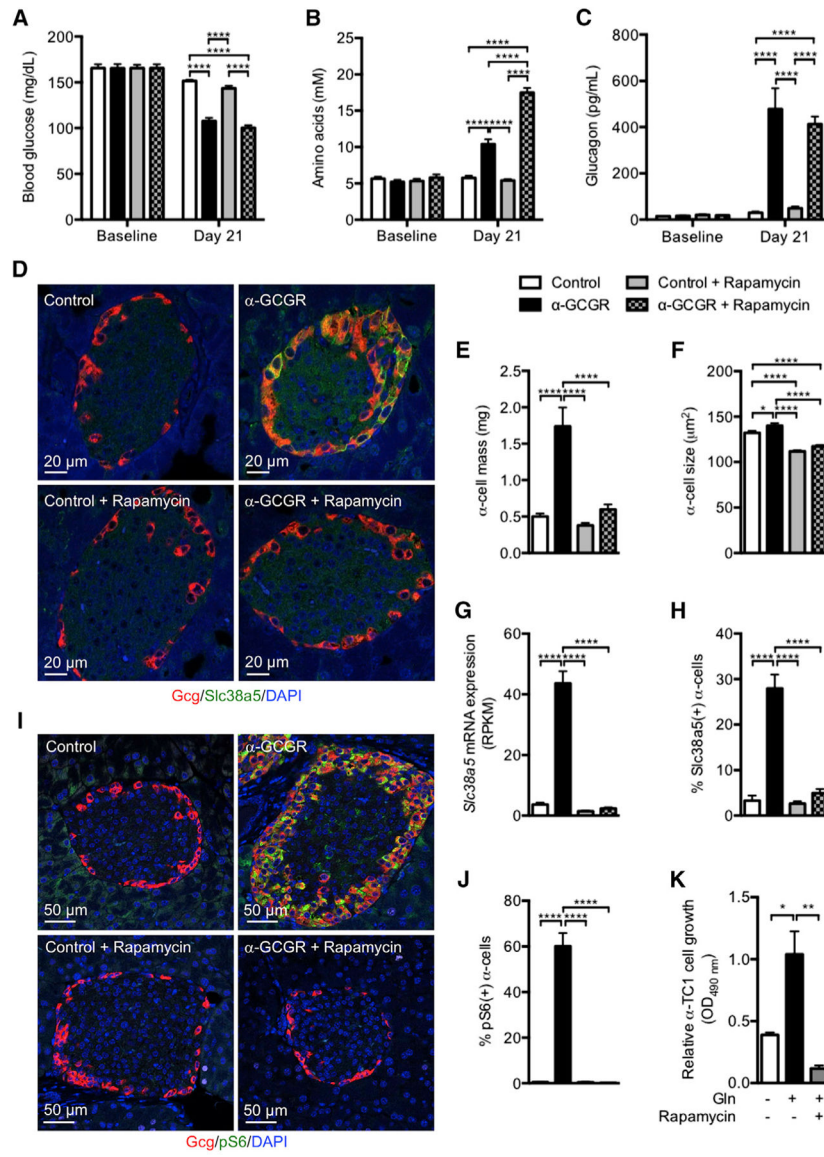 A
Blood glucose (mg/dL)
200
150
100
50
0
****
****
**** ****
Baseline Day 21
B
Amino acids (mM)
25
20
15
10
5
0
****
****
****
********
Baseline Day 21
C
Glucagon (pg/mL)
800
600
400
200
0
****
**** ****
****
Baseline Day 21
Control Control + Rapamycin
α-GCGR α-GCGR + Rapamycin
D
Control
20 μm
α-GCGR
20 μm
Control + Rapamycin
20 μm
α-GCGR + Rapamycin
20 μm
Gcg/Slc38a5/DAPI
E
α-cell mass (mg)
2.5
2.0
1.5
1.0
0.5
0.0
****
********
F
α-cell size (μm²)
200
150
100
50
0
****
****
****
* ****
G
Slc38a5 mRNA expression
(RPKM)
60
40
20
0
****
********
H
% Slc38a5(+) α-cells
40
30
20
10
0
****
**** ****
I
Control
50 μm
α-GCGR
50 μm
Control + Rapamycin
50 μm
α-GCGR + Rapamycin
50 μm
Gcg/pS6/DAPI
J
% pS6(+) α-cells
80
60
40
20
0
****
********
K
Relative α-TC1 cell growth
(OD490 nm)
1.5
1.0
0.5
0.0
* **
Gln - + +
Rapamycin - - +